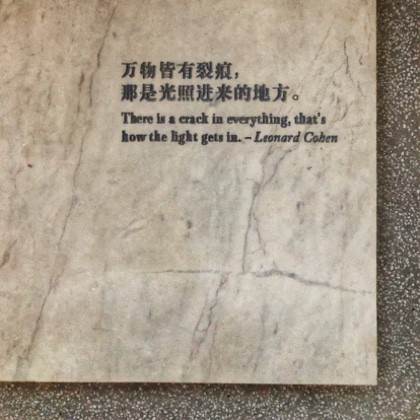 万物皆有裂痕，
那是光照进来的地方。
There is a crack in everything, that's
how the light gets in. – Leonard Cohen